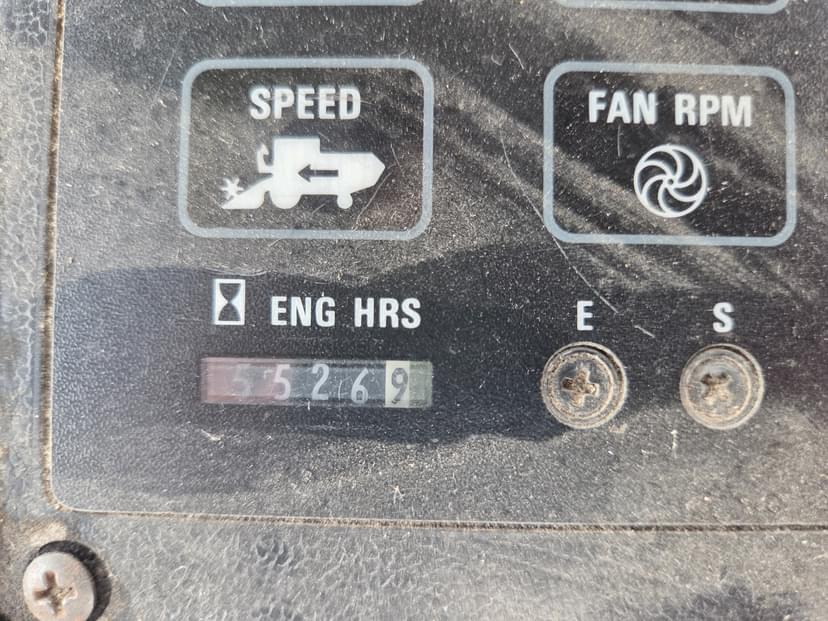 SPEED
FAN RPM
ENG HRS
E
S
55269